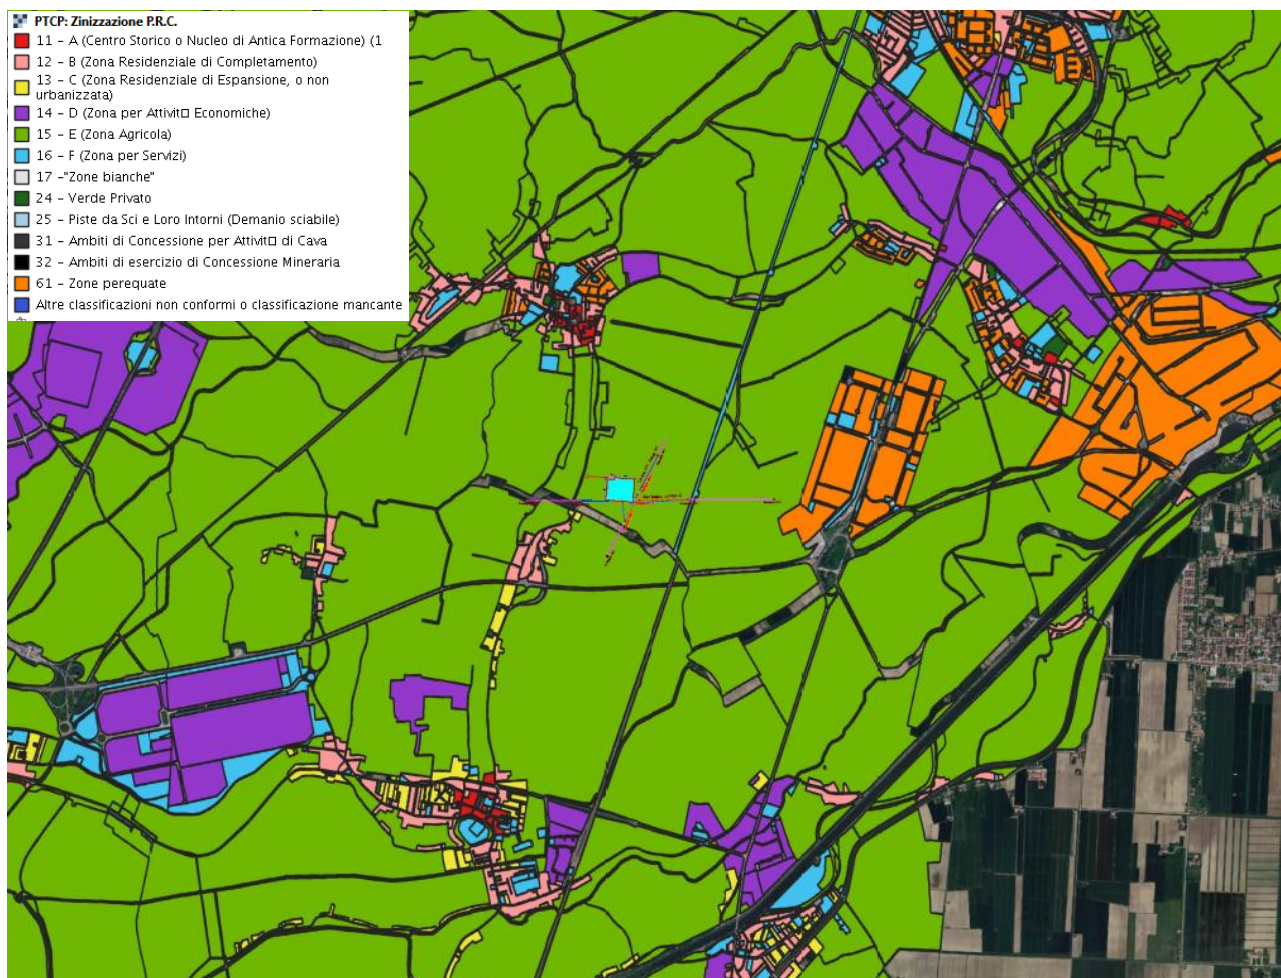 PTCP: Zinizzazione P.R.C.
11 - A (Centro Storico o Nucleo di Antica Formazione) (1
12 - B (Zona Residenziale di Completamento)
13 - C (Zona Residenziale di Espansione, o non
urbanizzata)
14 - D (Zona per Attivit□ Economiche)
15 - E (Zona Agricola)
16 - F (Zona per Servizi)
17 -"Zone bianche"
24 - Verde Privato
25 - Piste da Sci e Loro Intorni (Demanio sciabile)
31 - Ambiti di Concessione per Attivit□ di Cava
32 - Ambiti di esercizio di Concessione Mineraria
61 - Zone perequate
Altre classificazioni non conformi o classificazione mancante